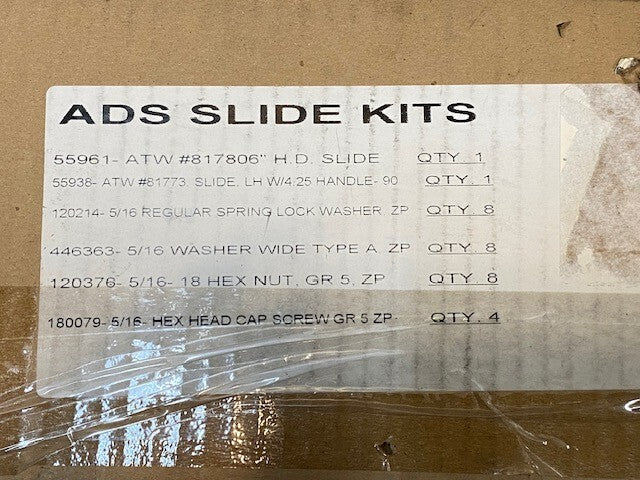 ADS SLIDE KITS
55961- ATW #817806" H.D. SLIDE QTY. 1
55938- ATW #81773 SLIDE, LH W/4.25 HANDLE- 90 QTY. 1
120214- 5/16 REGULAR SPRING LOCK WASHER, ZP QTY. 8
446363- 5/16 WASHER WIDE TYPE A, ZP QTY. 8
120376- 5/16- 18 HEX NUT, GR 5, ZP QTY. 8
180079- 5/16- HEX HEAD CAP SCREW GR 5 ZP QTY. 4